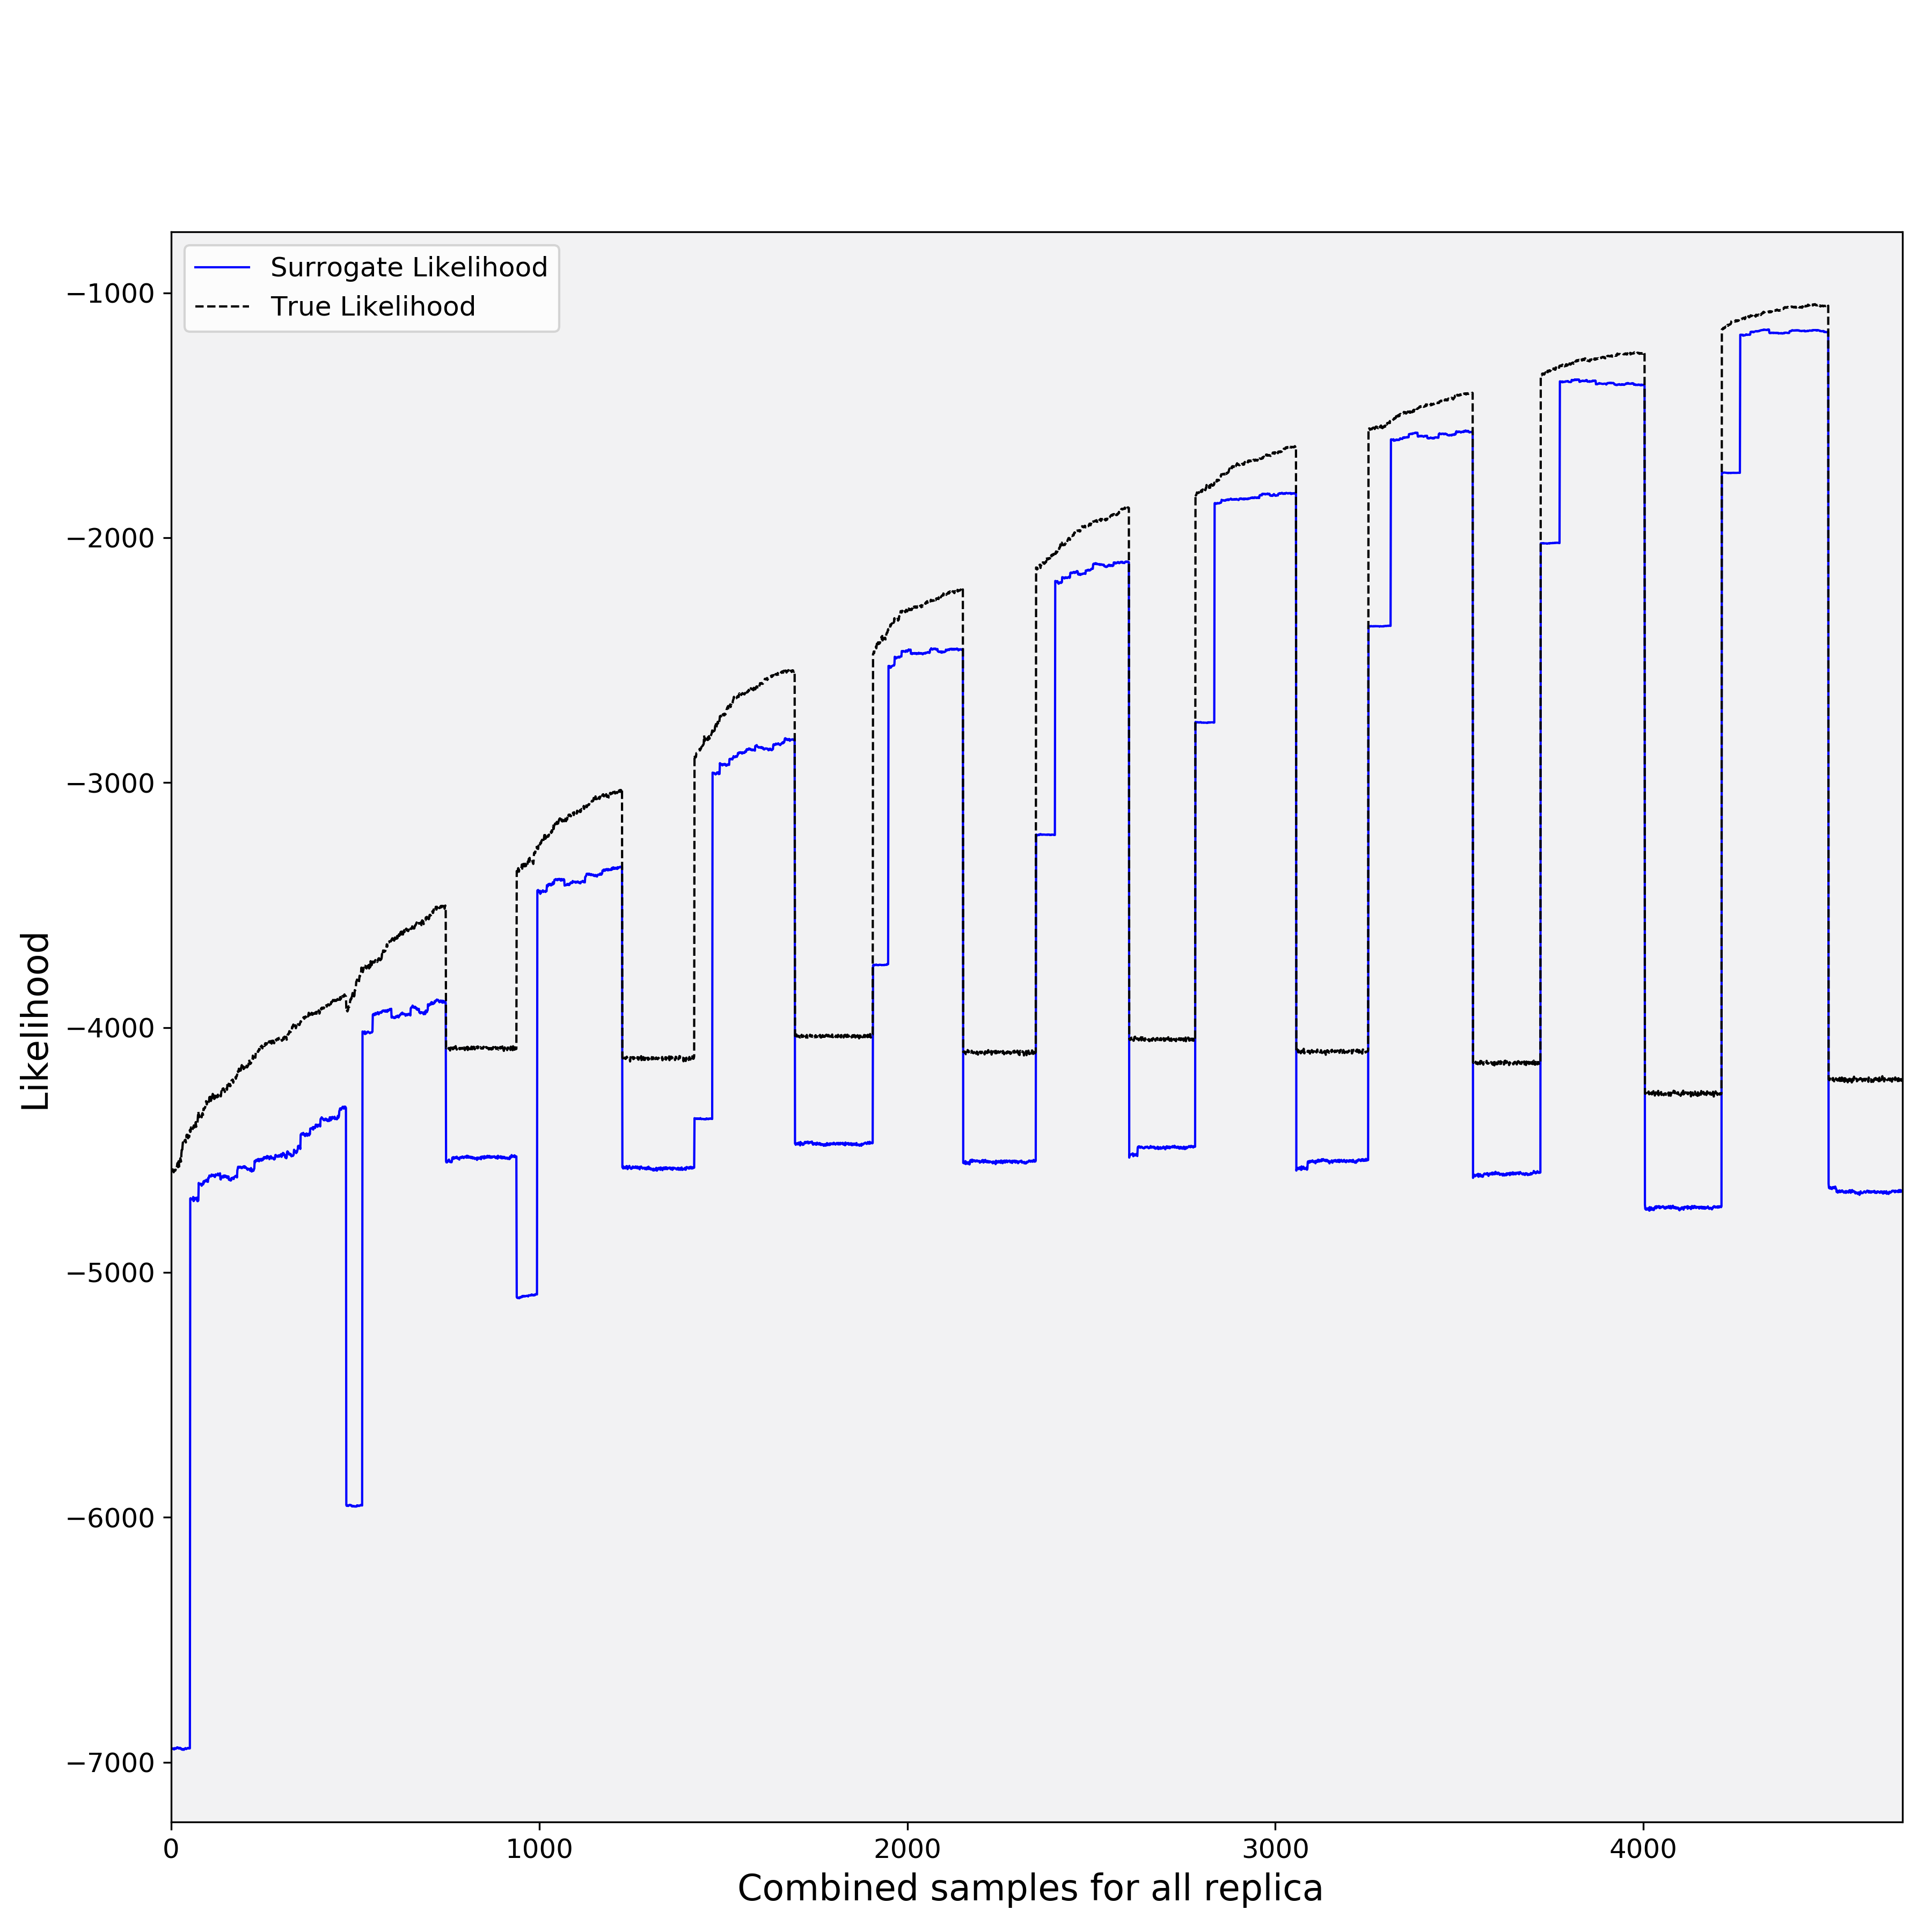 Surrogate Likelihood
True Likelihood
−1000
−2000
−3000
−4000
−5000
−6000
−7000
Likelihood
0 1000 2000 3000 4000
Combined samples for all replica